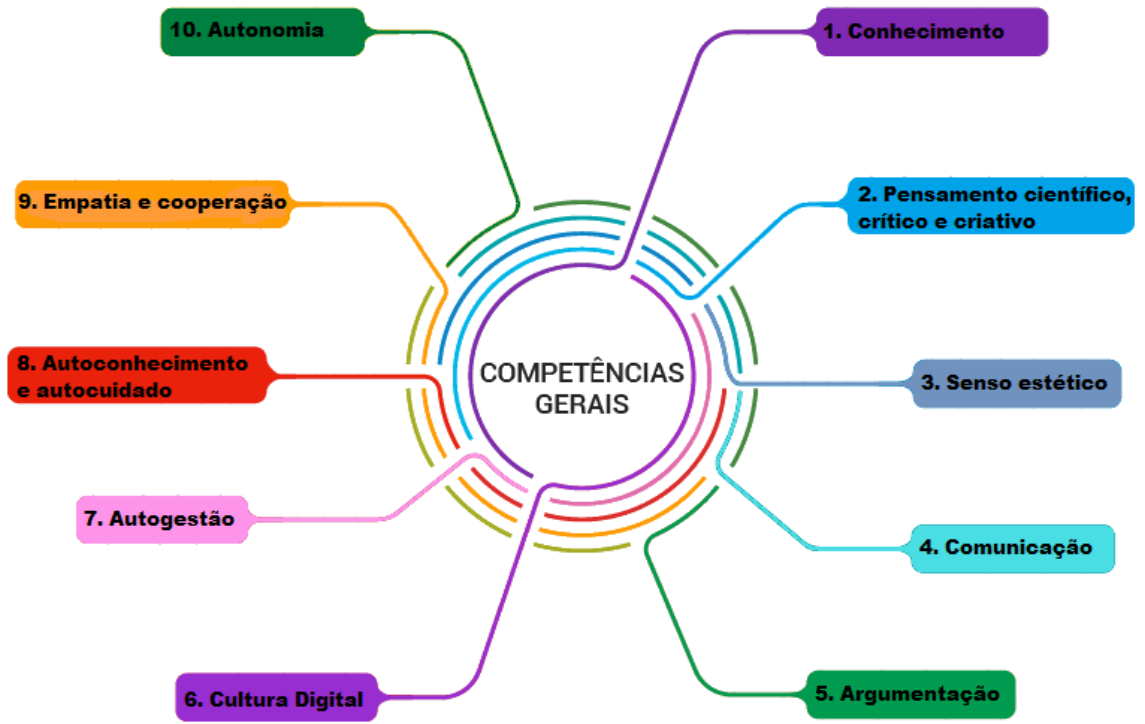 10. Autonomia
1. Conhecimento
9. Empatia e cooperação
2. Pensamento científico,
crítico e criativo
COMPETÊNCIAS
GERAIS
8. Autoconhecimento
e autocuidado
3. Senso estético
7. Autogestão
4. Comunicação
6. Cultura Digital
5. Argumentação